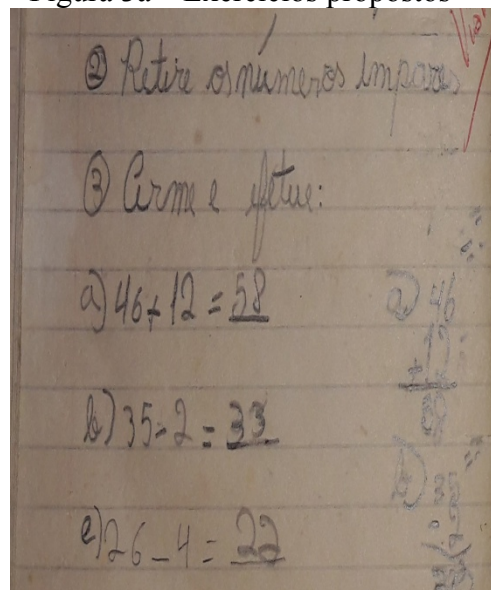 Figura 3a – Exercícios propostos
② Retire os números impares
③ Arme e efetue:
a) 46 + 12 = 58
a) 46
+ 12
58
b) 35 - 2 = 33
b) 35
c) 26 - 4 = 22